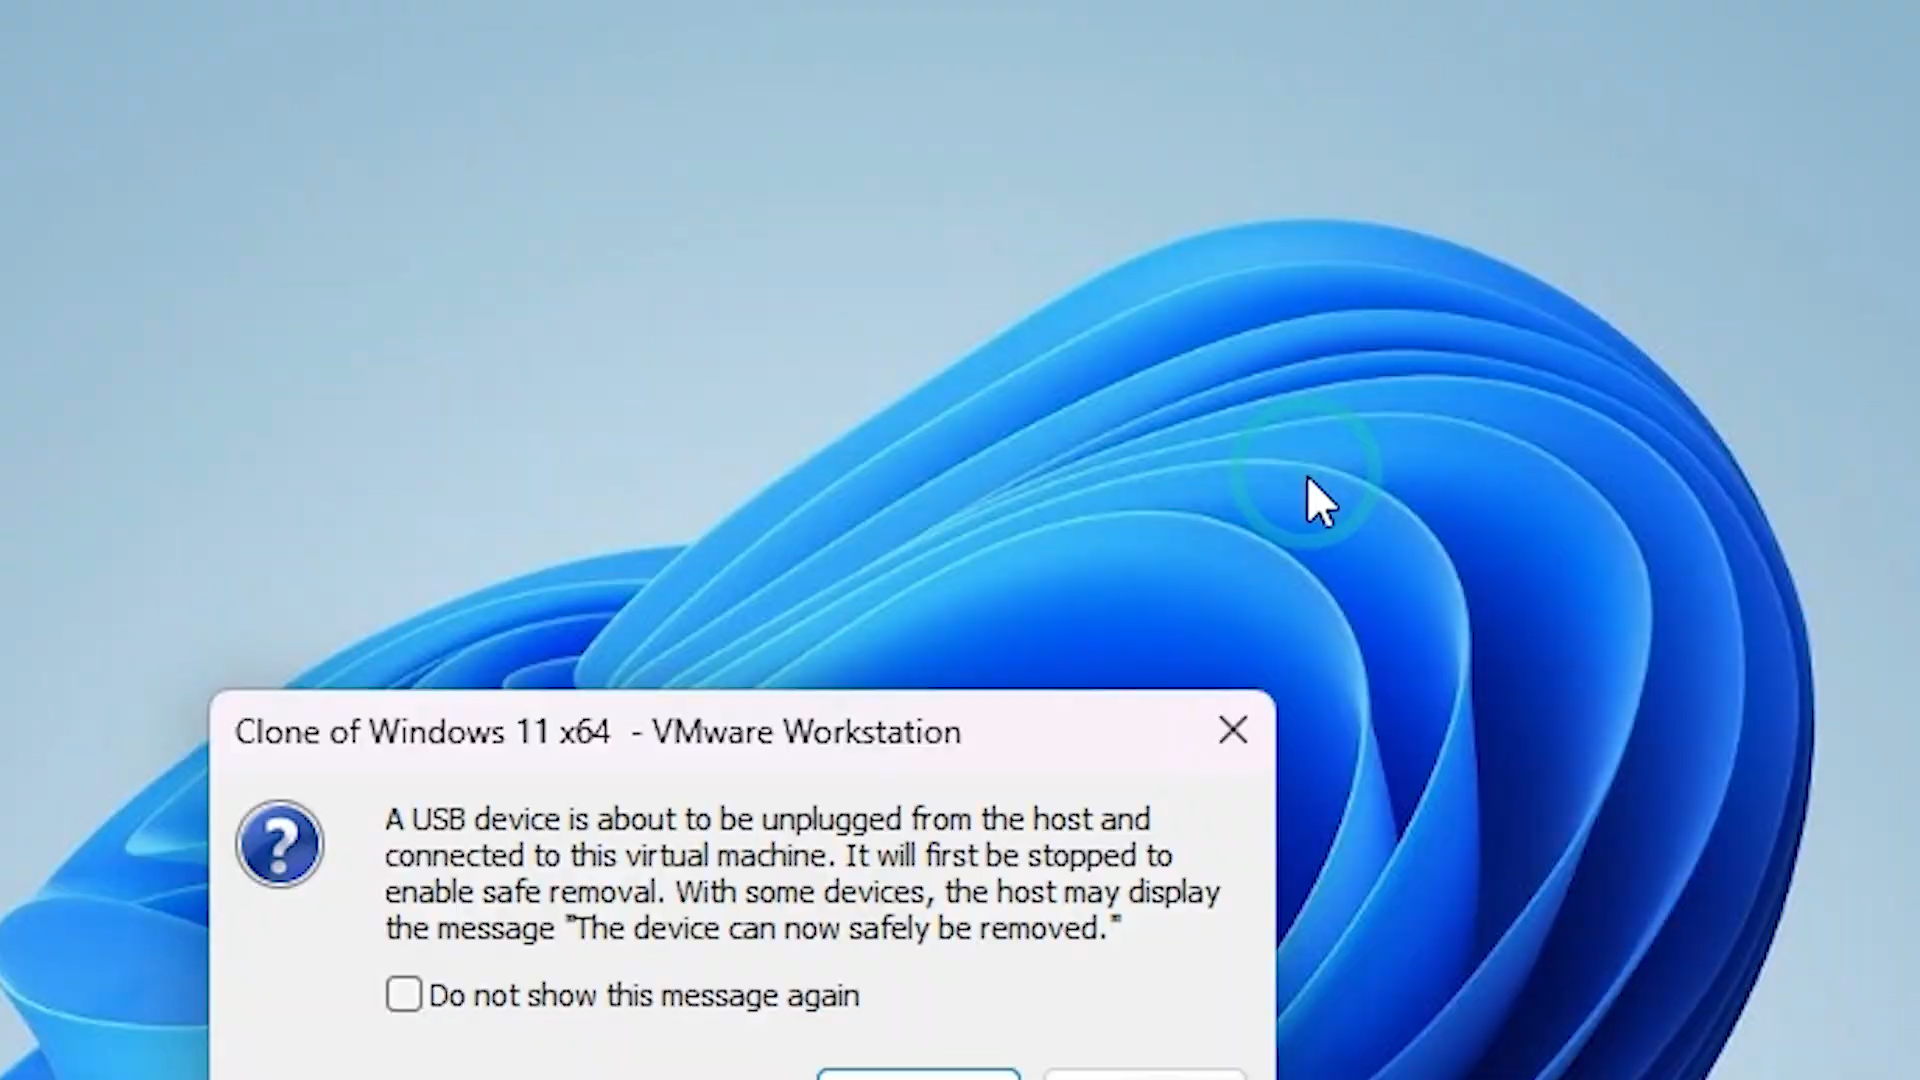 Clone of Windows 11 x64 - VMware Workstation
A USB device is about to be unplugged from the host and
connected to this virtual machine. It will first be stopped to
enable safe removal. With some devices, the host may display
the message "The device can now safely be removed."
Do not show this message again